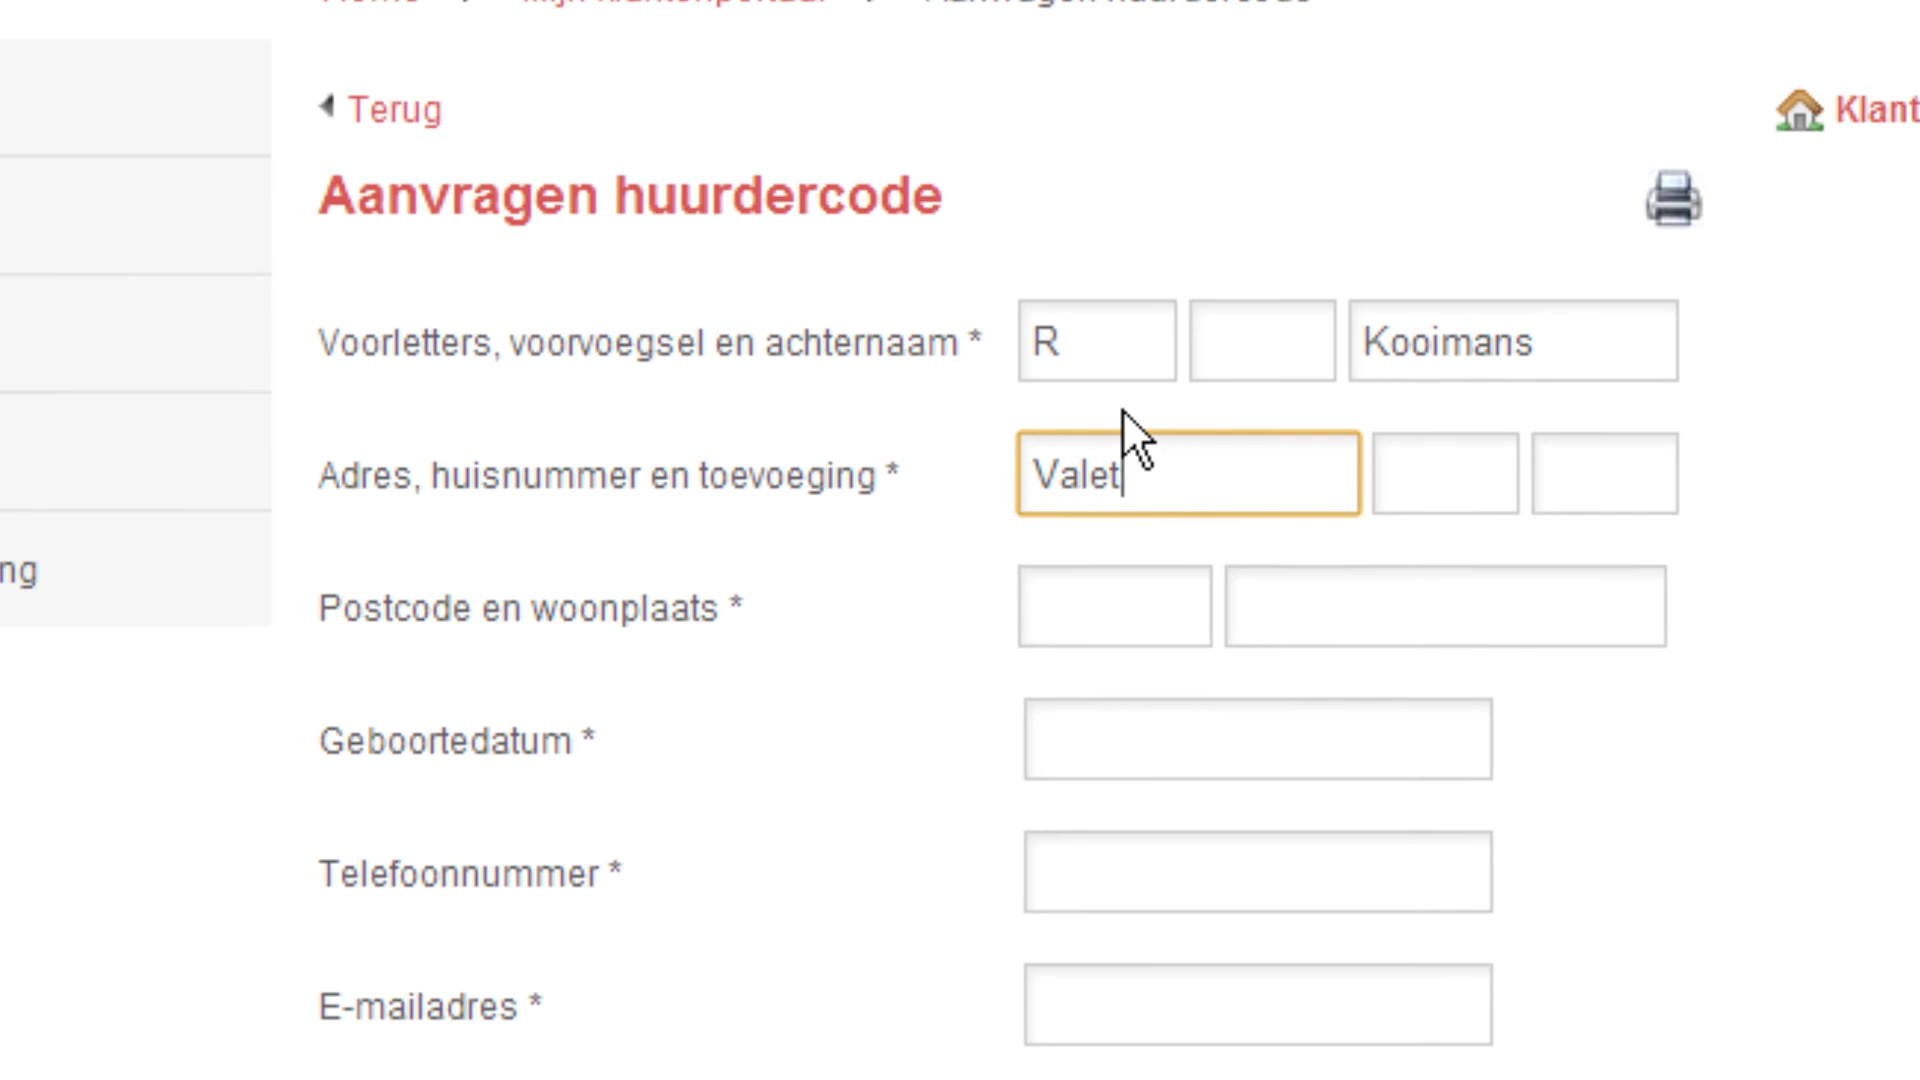 Terug
Klant
Aanvragen huurdercode
Voorletters, voorvoegsel en achternaam * R Kooimans
Adres, huisnummer en toevoeging * Valet
ng
Postcode en woonplaats *
Geboortedatum *
Telefoonnummer *
E-mailadres *